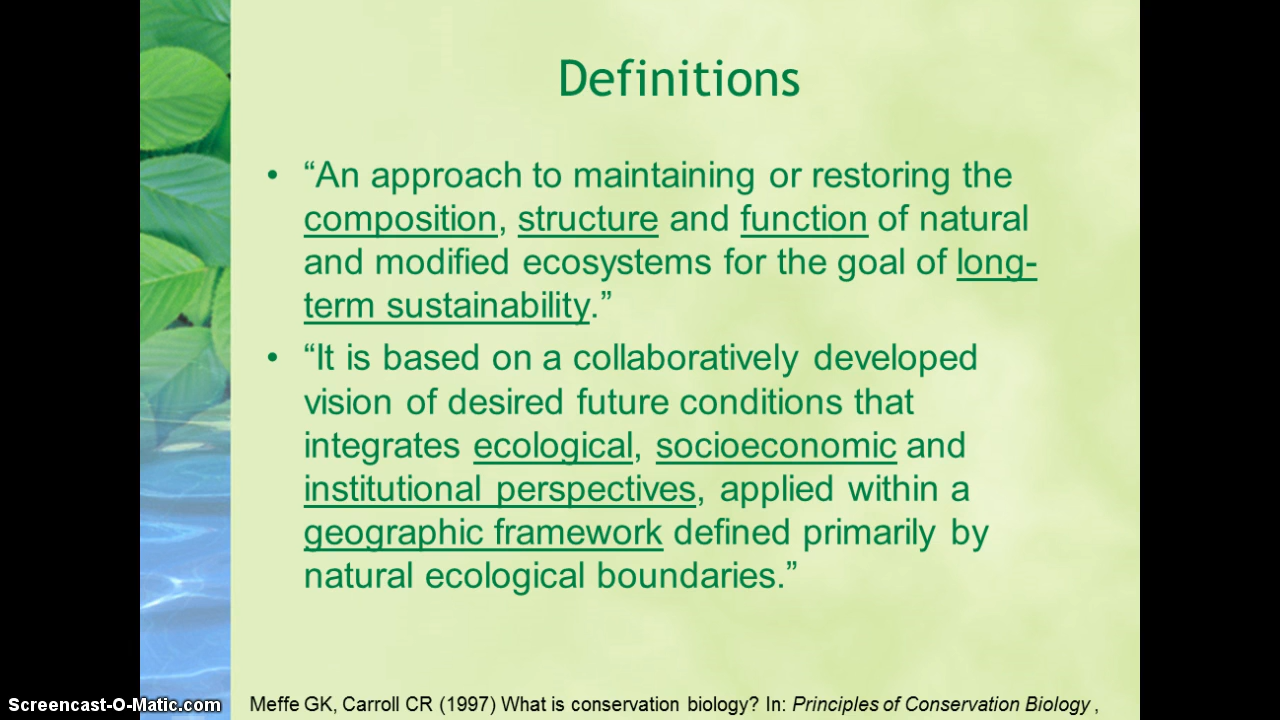 Definitions
• “An approach to maintaining or restoring the
composition, structure and function of natural
and modified ecosystems for the goal of long-
term sustainability.”
• “It is based on a collaboratively developed
vision of desired future conditions that
integrates ecological, socioeconomic and
institutional perspectives, applied within a
geographic framework defined primarily by
natural ecological boundaries.”
Meffe GK, Carroll CR (1997) What is conservation biology? In: Principles of Conservation Biology ,
Screencast-O-Matic.com